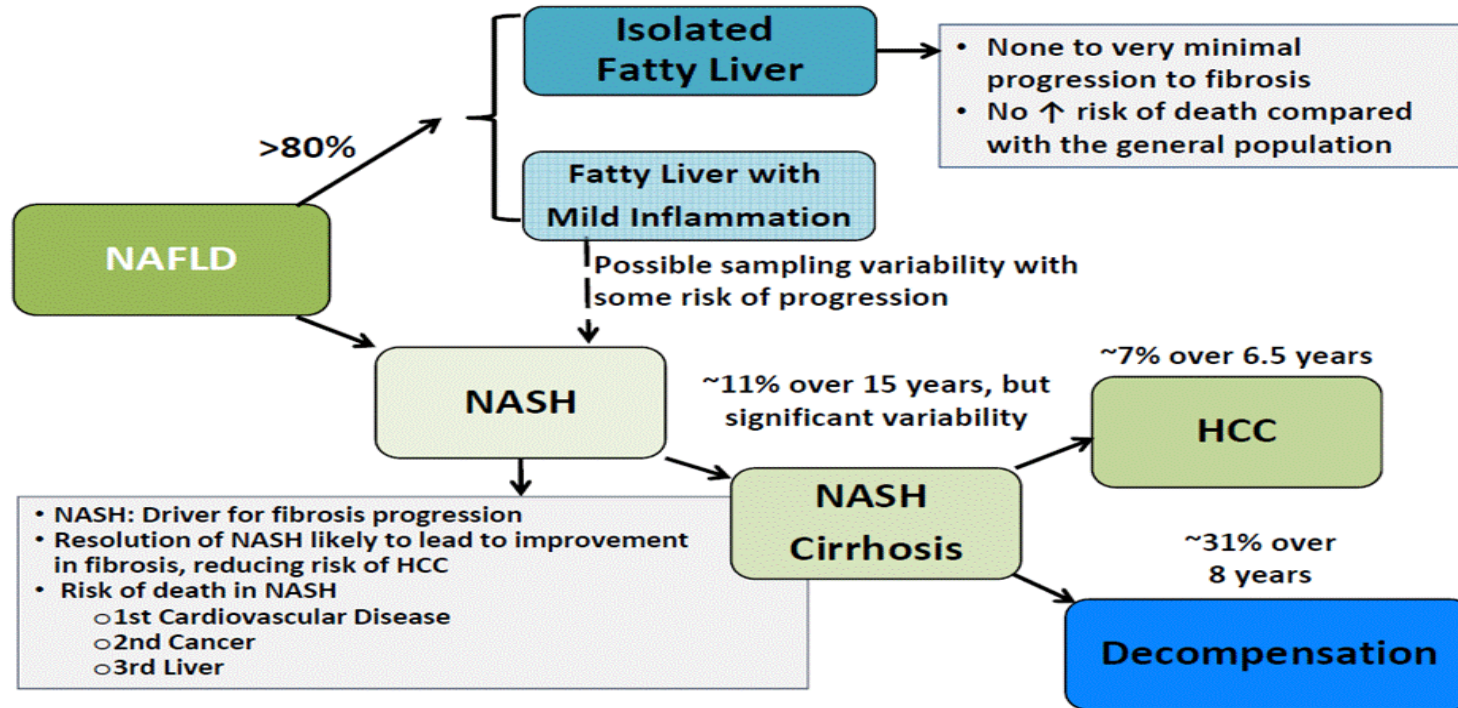 Isolated
Fatty Liver
• None to very minimal
progression to fibrosis
• No ↑ risk of death compared
with the general population
>80%
Fatty Liver with
Mild Inflammation
NAFLD
Possible sampling variability with
some risk of progression
NASH
~11% over 15 years, but
significant variability
~7% over 6.5 years
HCC
• NASH: Driver for fibrosis progression
• Resolution of NASH likely to lead to improvement
in fibrosis, reducing risk of HCC
• Risk of death in NASH
o 1st Cardiovascular Disease
o 2nd Cancer
o 3rd Liver
NASH
Cirrhosis
~31% over
8 years
Decompensation